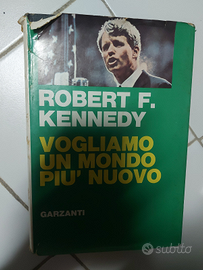 ROBERT F.
KENNEDY
VOGLIAMO
UN MONDO
PIU' NUOVO
GARZANTI
subito